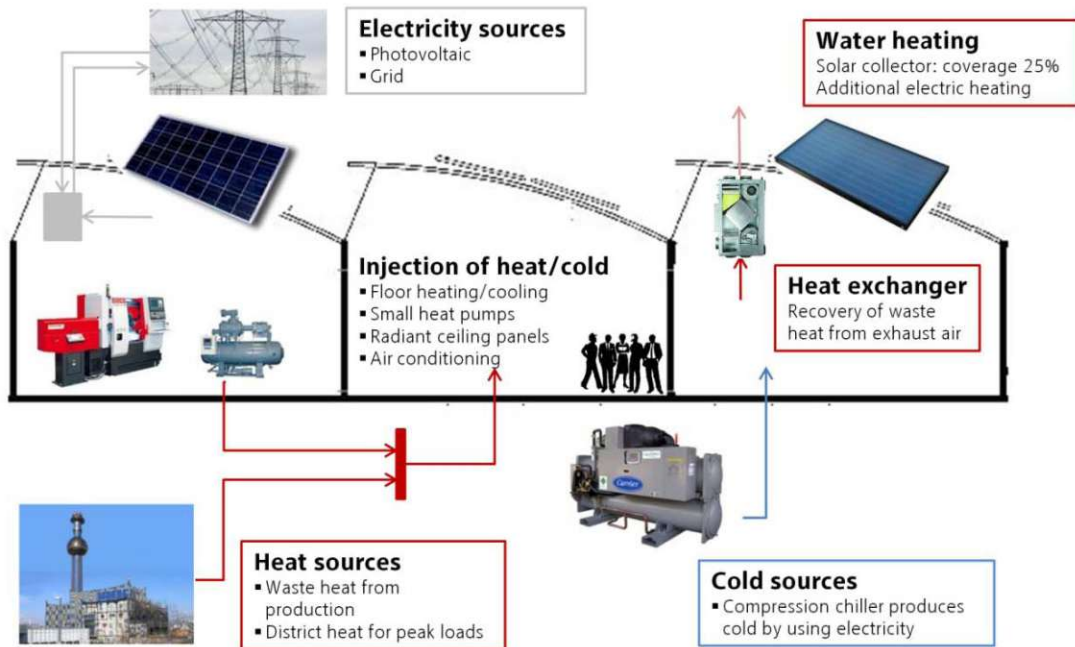 Electricity sources
▪ Photovoltaic
▪ Grid
Water heating
Solar collector: coverage 25%
Additional electric heating
Injection of heat/cold
▪ Floor heating/cooling
▪ Small heat pumps
▪ Radiant ceiling panels
▪ Air conditioning
Heat exchanger
Recovery of waste
heat from exhaust air
Carrier
Heat sources
▪ Waste heat from
production
▪ District heat for peak loads
Cold sources
▪ Compression chiller produces
cold by using electricity